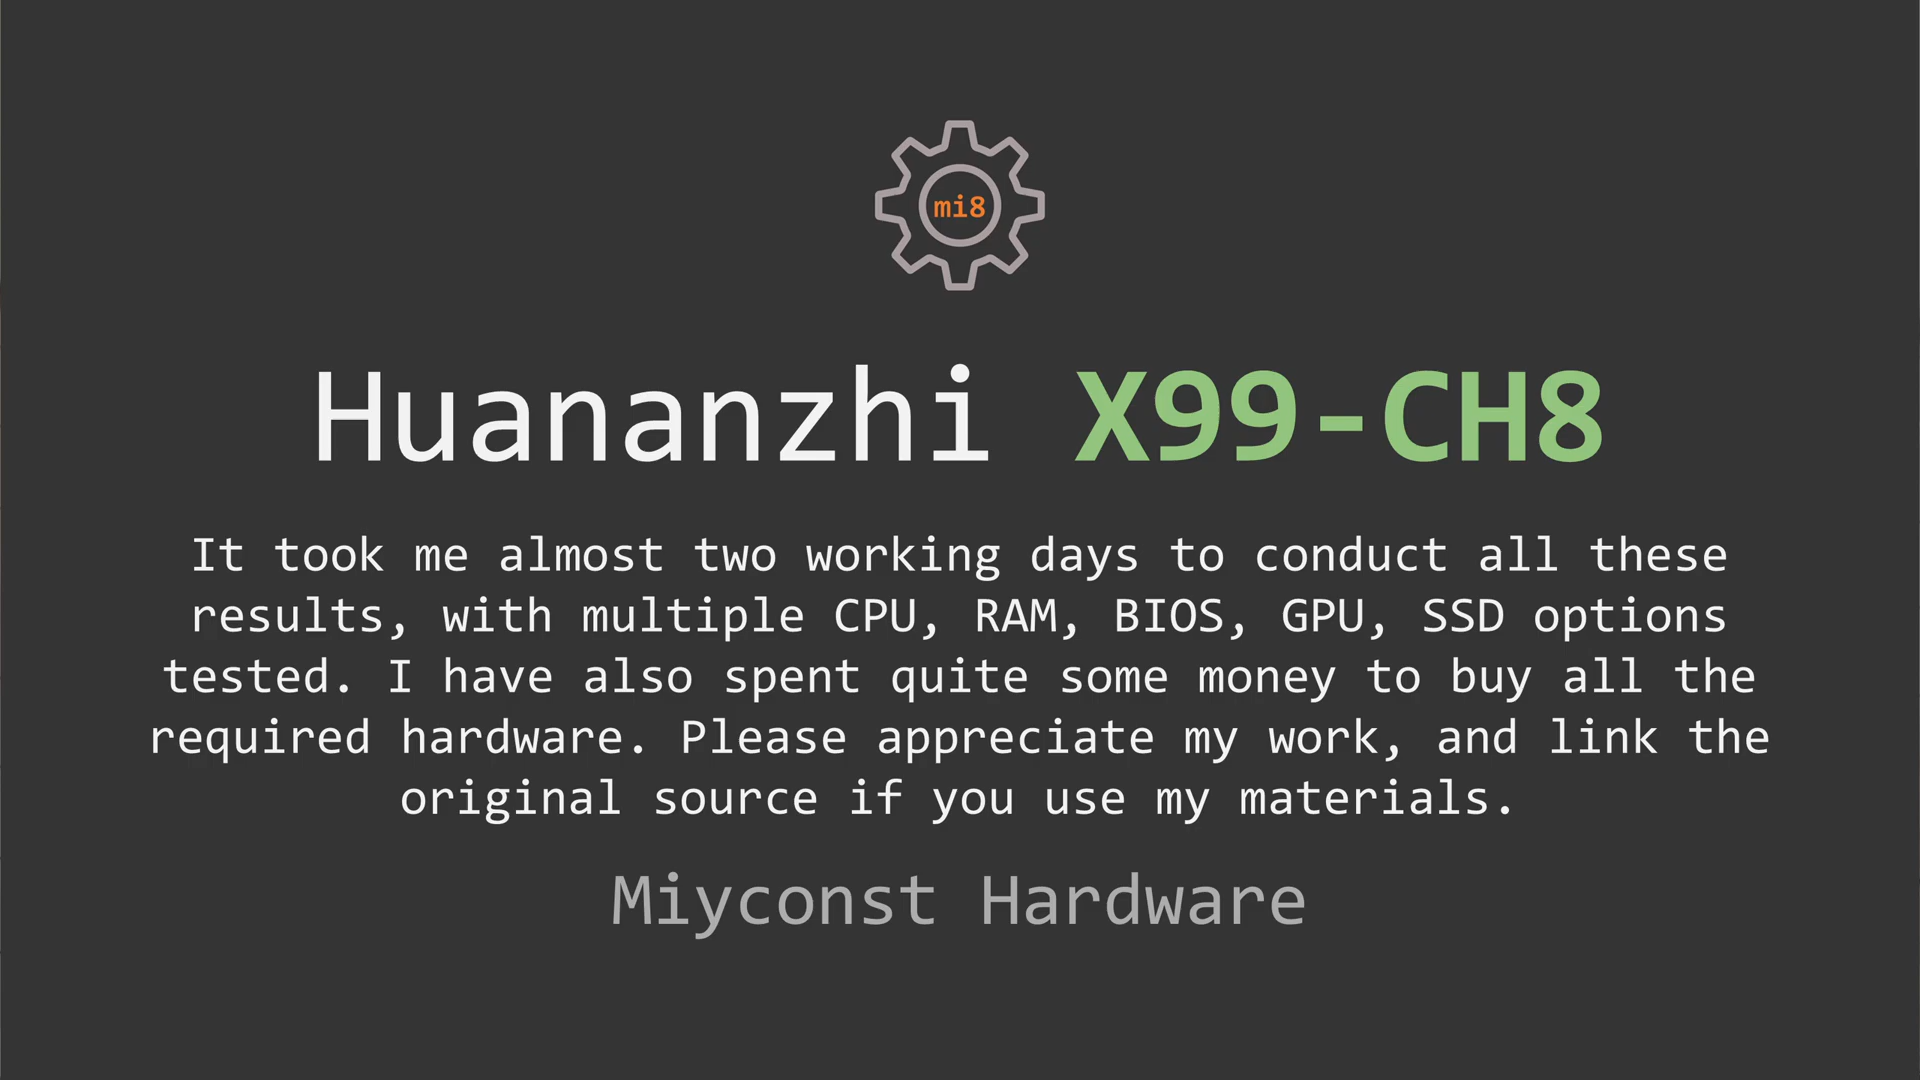 mi8
Huananzhi X99-CH8
It took me almost two working days to conduct all these
results, with multiple CPU, RAM, BIOS, GPU, SSD options
tested. I have also spent quite some money to buy all the
required hardware. Please appreciate my work, and link the
original source if you use my materials.
Miyconst Hardware